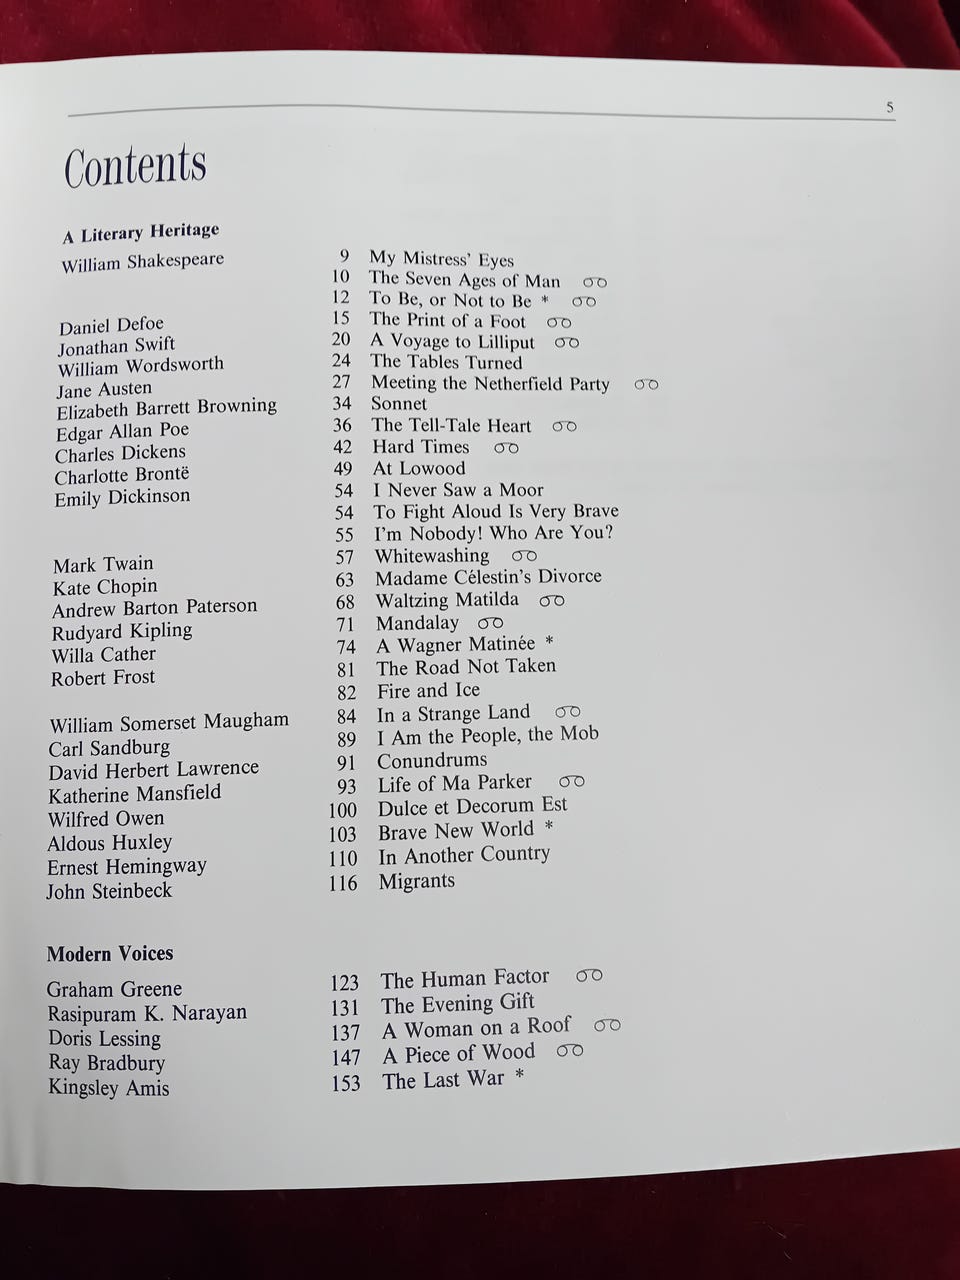 5
Contents
A Literary Heritage
William Shakespeare 9 My Mistress' Eyes
10 The Seven Ages of Man
12 To Be, or Not to Be *
Daniel Defoe 15 The Print of a Foot
Jonathan Swift 20 A Voyage to Lilliput
William Wordsworth 24 The Tables Turned
Jane Austen 27 Meeting the Netherfield Party
Elizabeth Barrett Browning 34 Sonnet
Edgar Allan Poe 36 The Tell-Tale Heart
Charles Dickens 42 Hard Times
Charlotte Brontë 49 At Lowood
Emily Dickinson 54 I Never Saw a Moor
54 To Fight Aloud Is Very Brave
55 I'm Nobody! Who Are You?
Mark Twain 57 Whitewashing
Kate Chopin 63 Madame Célestin's Divorce
Andrew Barton Paterson 68 Waltzing Matilda
Rudyard Kipling 71 Mandalay
Willa Cather 74 A Wagner Matinée *
Robert Frost 81 The Road Not Taken
82 Fire and Ice
William Somerset Maugham 84 In a Strange Land
Carl Sandburg 89 I Am the People, the Mob
David Herbert Lawrence 91 Conundrums
Katherine Mansfield 93 Life of Ma Parker
Wilfred Owen 100 Dulce et Decorum Est
Aldous Huxley 103 Brave New World *
Ernest Hemingway 110 In Another Country
John Steinbeck 116 Migrants
Modern Voices
Graham Greene 123 The Human Factor
Rasipuram K. Narayan 131 The Evening Gift
Doris Lessing 137 A Woman on a Roof
Ray Bradbury 147 A Piece of Wood
Kingsley Amis 153 The Last War *